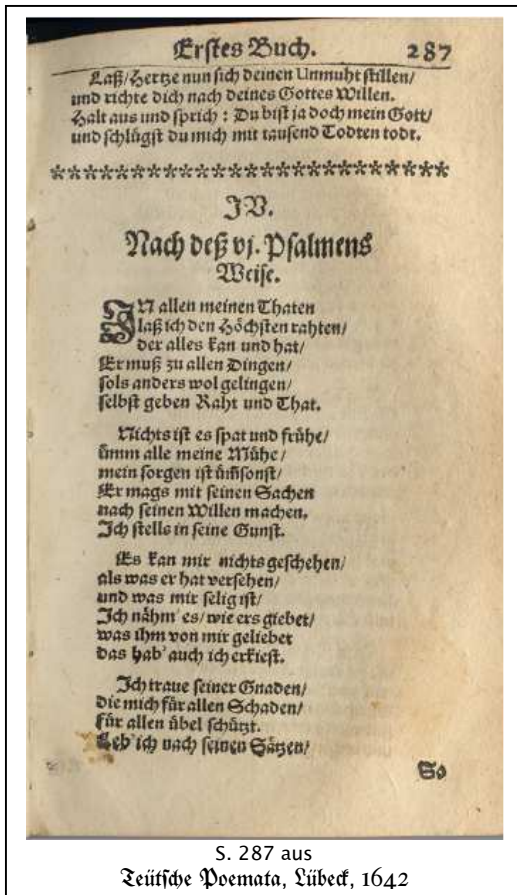 Erstes Buch. 287
Laß/Hertze nun sich deinen Unmuht stillen/
und richte dich nach deines Gottes Willen.
Halt aus und sprich : Du bist ja doch mein Gott/
und schlügst du mich mit tausend Todten todt.
*************************
IV.
Nach deß vj. Psalmens
Weise.
IN allen meinen Thaten
laß ich den Höchsten rahten/
der alles kan und hat/
Er muß zu allen Dingen/
sols anders wol gelingen/
selbst geben Raht und That.
Nichts ist es spat und frühe/
ümm alle meine Mühe/
mein sorgen ist ümsonst/
Er mags mit seinen Sachen
nach seinen Willen machen.
Ich stells in seine Gunst.
Es kan mir nichts geschehen/
als was er hat versehen/
und was mir selig ist/
Ich nähm' es/wie ers giebet/
was ihm von mir geliebet
das hab' auch ich erkiest.
Ich traue seiner Gnaden/
die mich für allen Schaden/
für allen übel schützt.
Leb' ich nach seinen Sätzen/
So
S. 287 aus
Teütsche Poemata, Lübeck, 1642